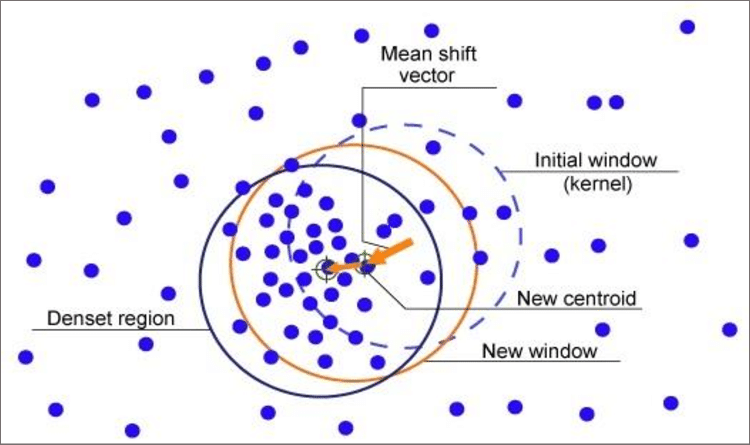 Mean shift
vector
Initial window
(kernel)
New centroid
Denset region
New window